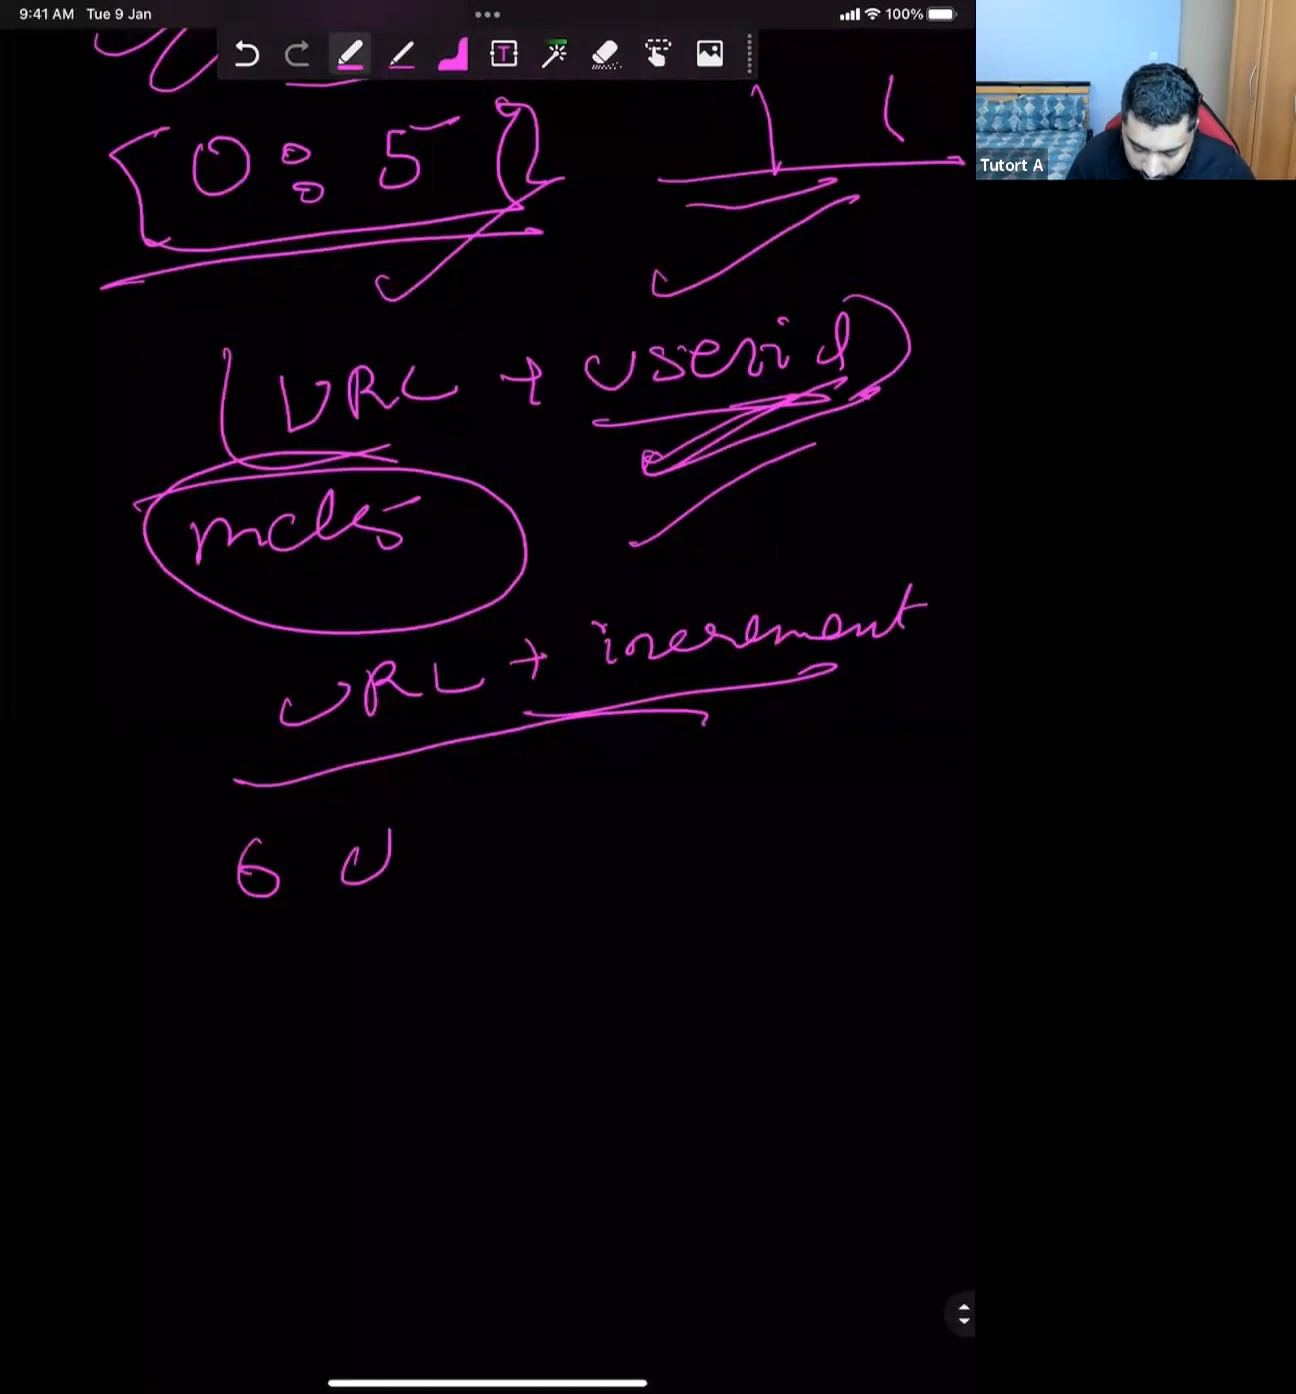 9:41 AM Tue 9 Jan
100%
T
[0:5]
Tutort A
(URL + userid)
md5
URL + increment
6 d